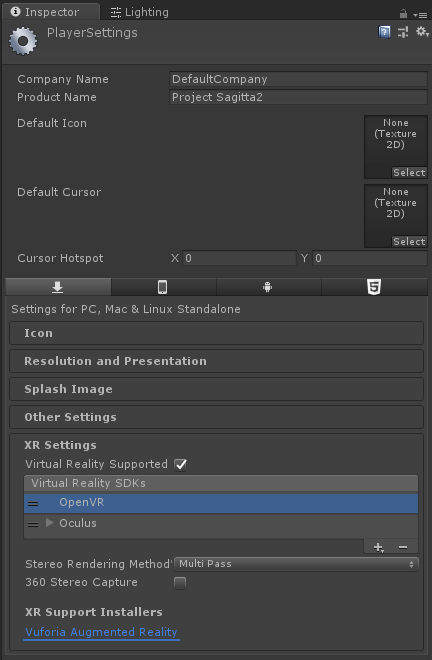 Inspector
Lighting
PlayerSettings
Company Name
DefaultCompany
Product Name
Project Sagitta2
Default Icon
None
(Texture
2D)
Select
Default Cursor
None
(Texture
2D)
Select
Cursor Hotspot
X 0
Y 0
Settings for PC, Mac & Linux Standalone
Icon
Resolution and Presentation
Splash Image
Other Settings
XR Settings
Virtual Reality Supported
Virtual Reality SDKs
OpenVR
Oculus
Stereo Rendering Method*
Multi Pass
360 Stereo Capture
XR Support Installers
Vuforia Augmented Reality